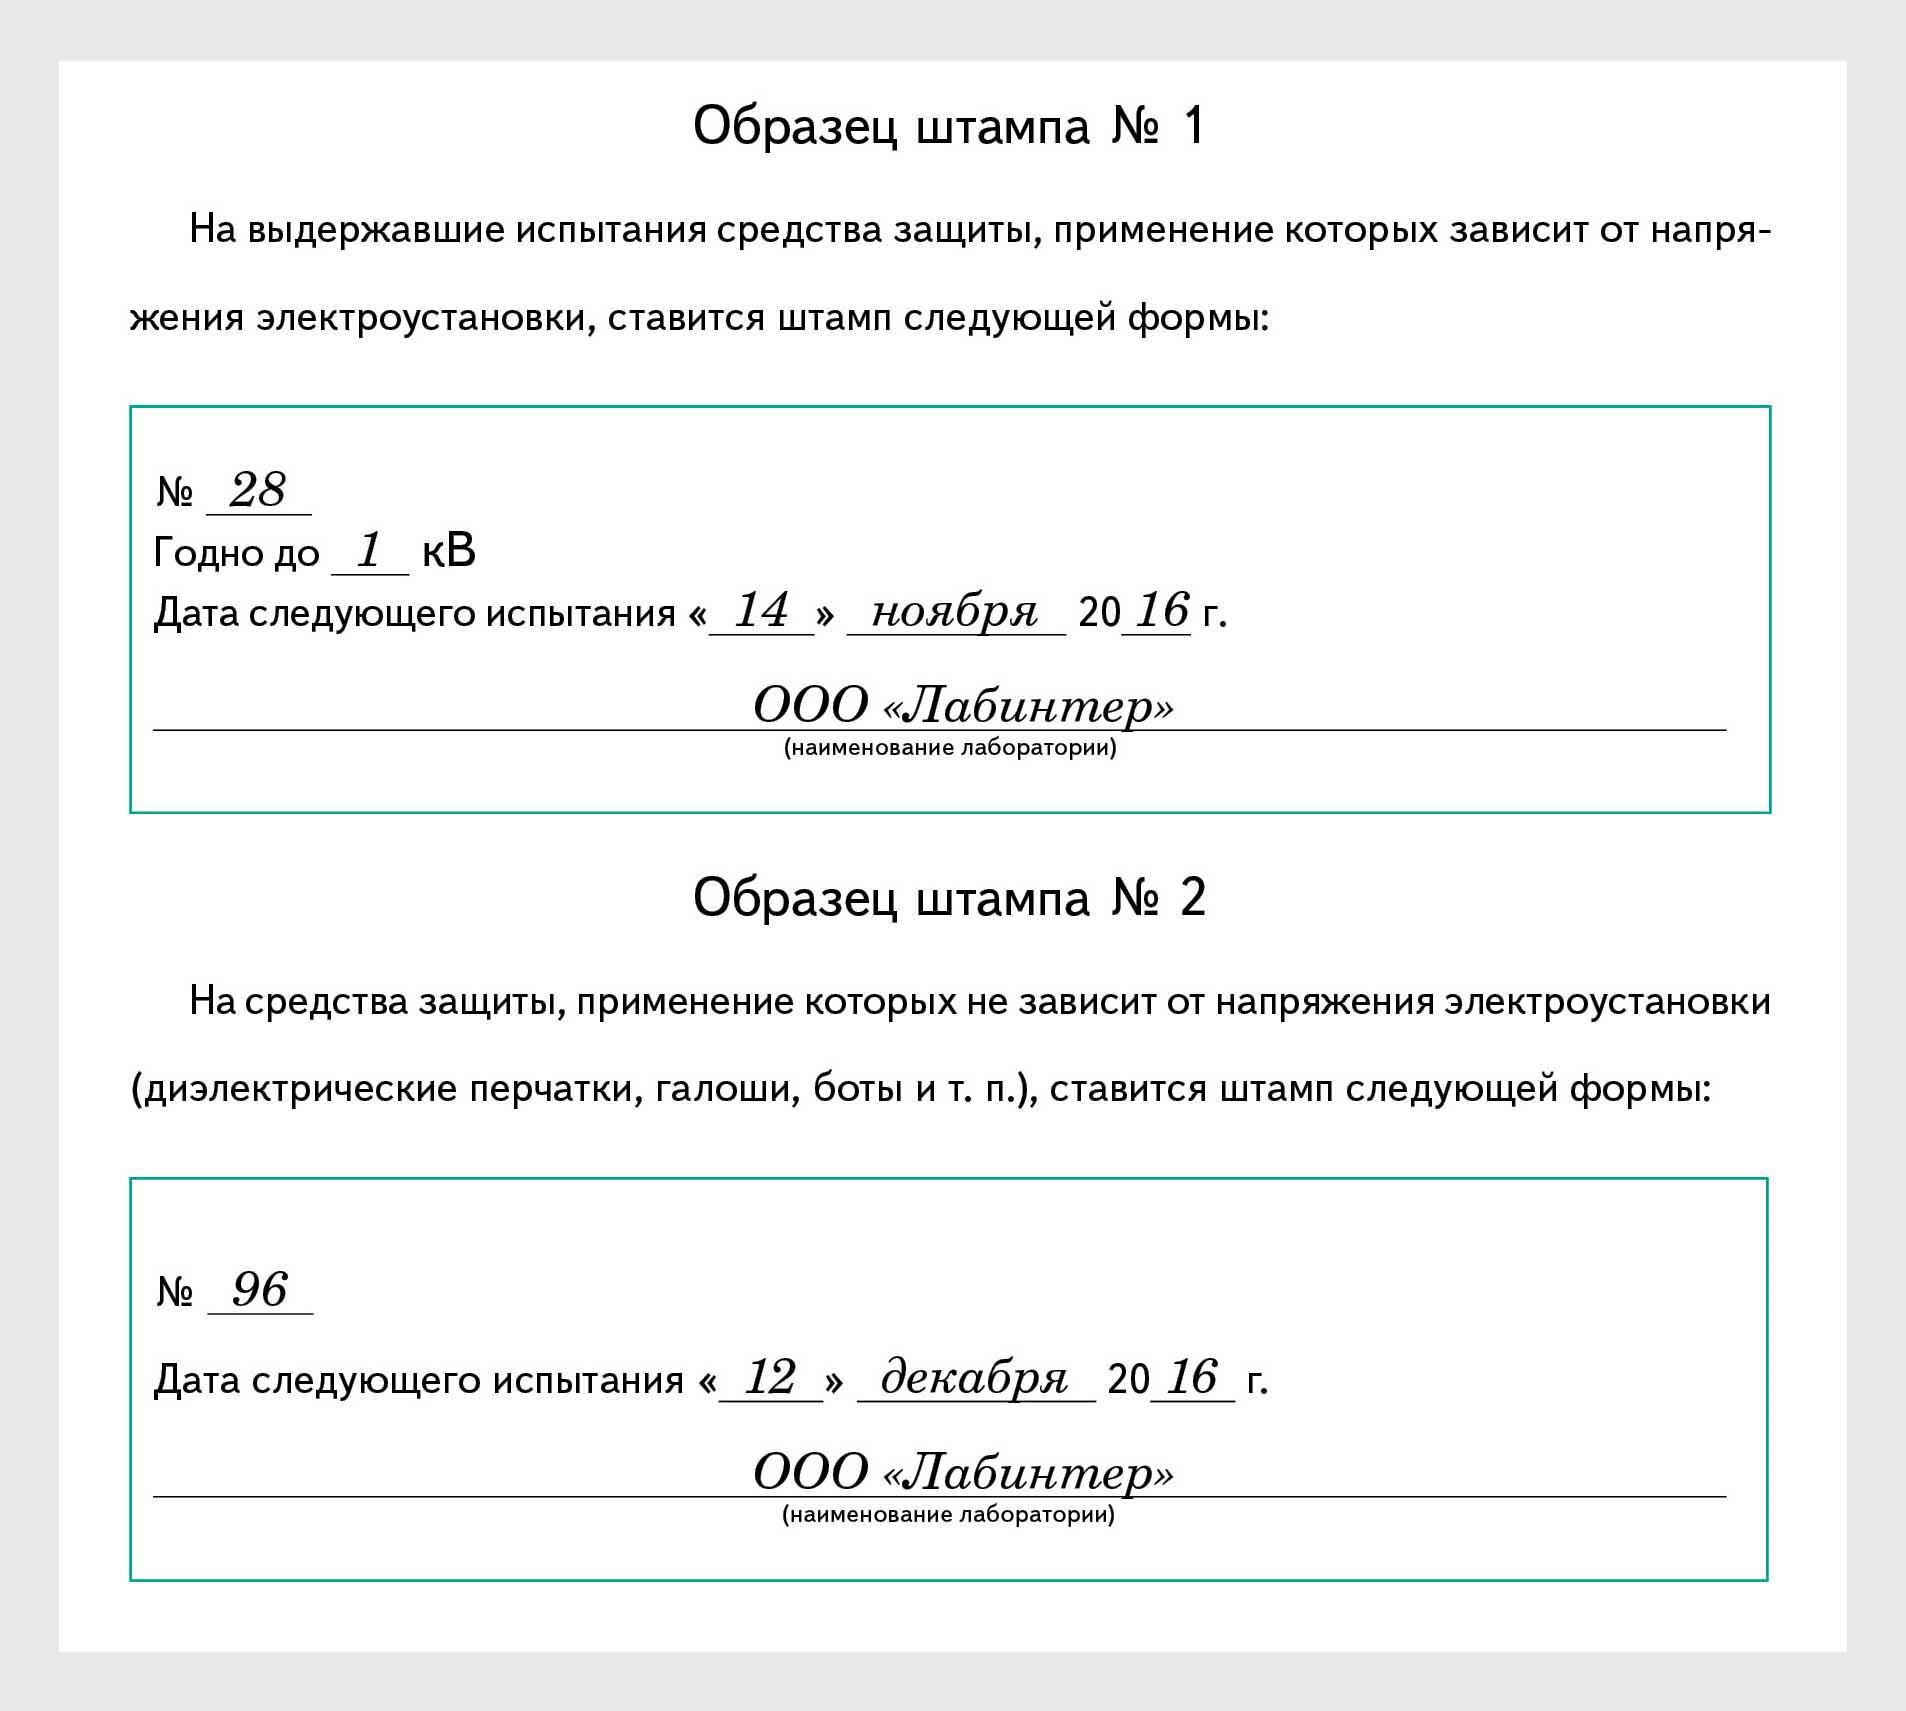 Образец штампа № 1
На выдержавшие испытания средства защиты, применение которых зависит от напря-
жения электроустановки, ставится штамп следующей формы:
№ 28
Годно до 1 кВ
Дата следующего испытания « 14 » ноября 20 16 г.
ООО «Лабинтер»
(наименование лаборатории)
Образец штампа № 2
На средства защиты, применение которых не зависит от напряжения электроустановки
(диэлектрические перчатки, галоши, боты и т. п.), ставится штамп следующей формы:
№ 96
Дата следующего испытания « 12 » декабря 20 16 г.
ООО «Лабинтер»
(наименование лаборатории)